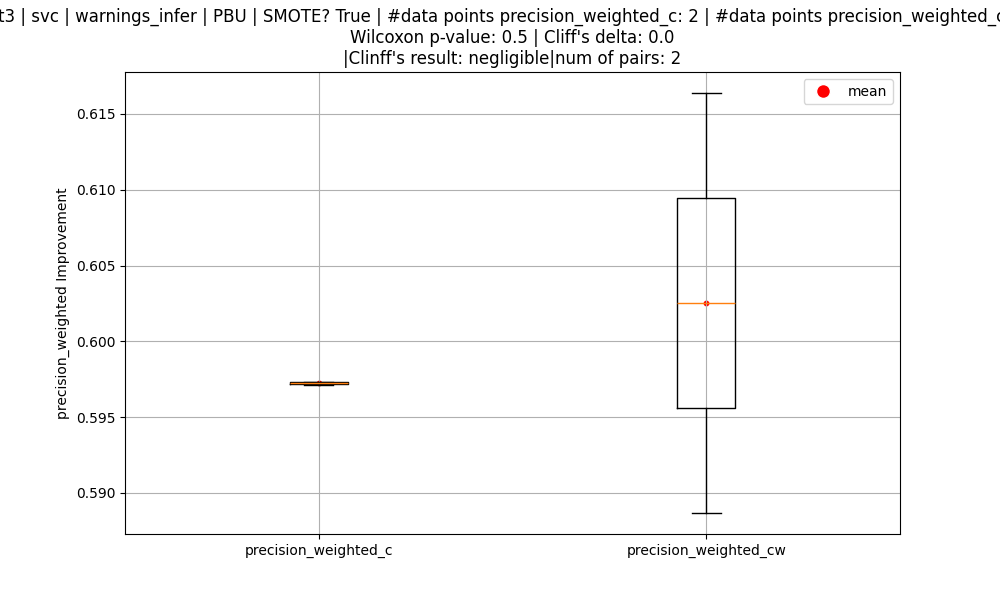 t3 | svc | warnings_infer | PBU | SMOTE? True | #data points precision_weighted_c: 2 | #data points precision_weighted_c
Wilcoxon p-value: 0.5 | Cliff's delta: 0.0
|Clinff's result: negligible|num of pairs: 2
mean
0.615
0.610
0.605
0.600
0.595
0.590
precision_weighted Improvement
precision_weighted_c
precision_weighted_cw